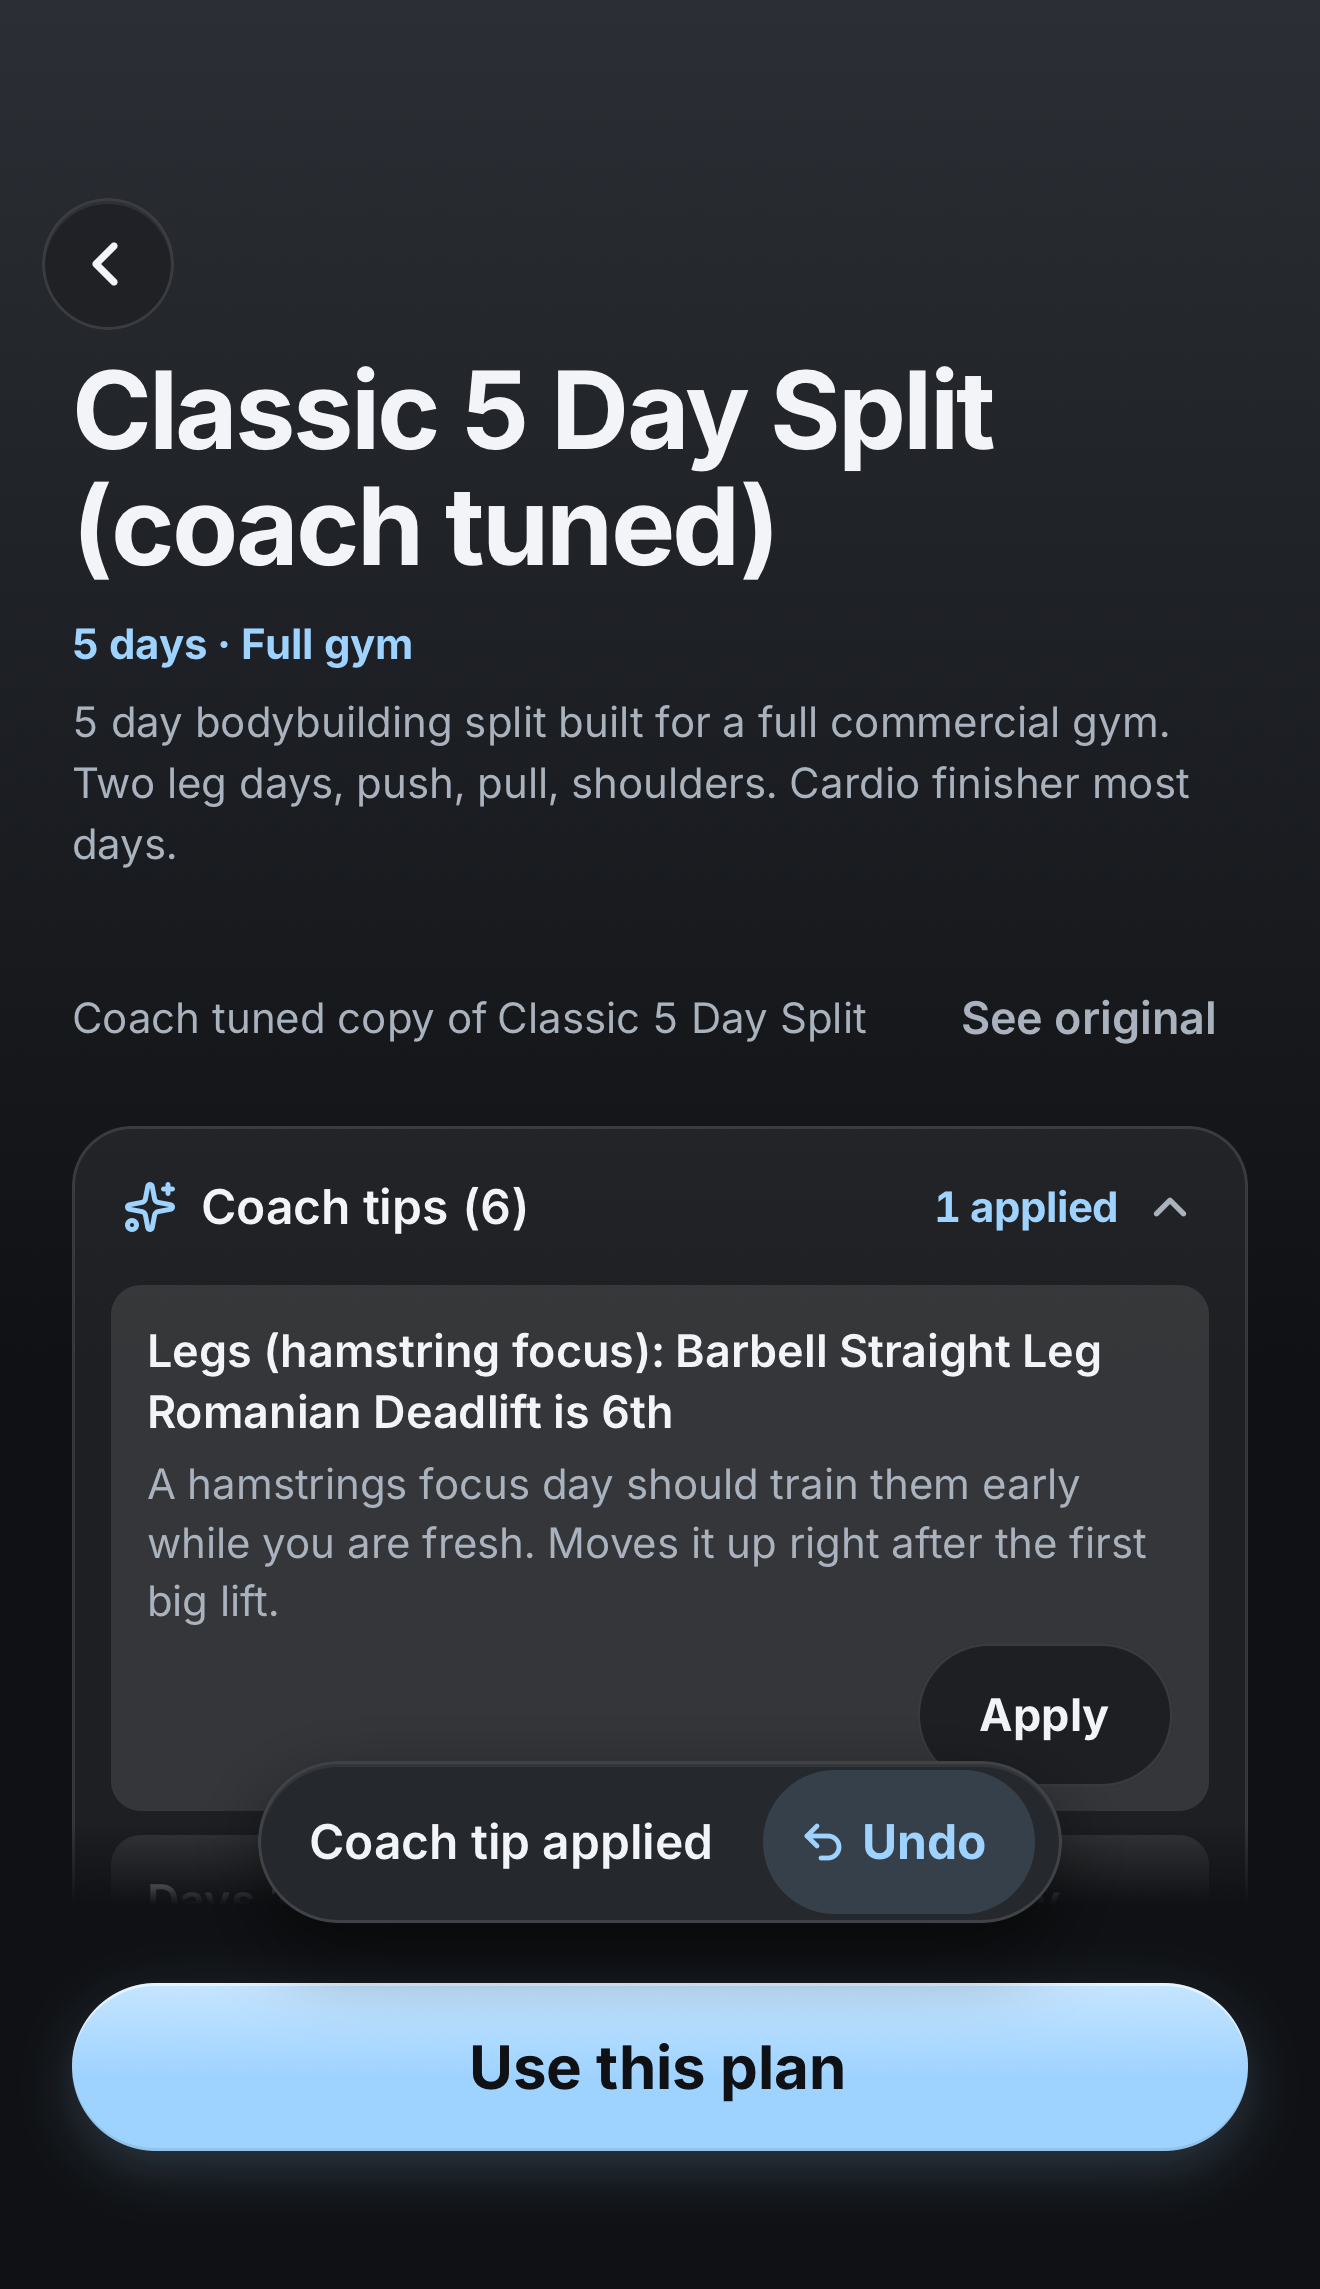 Classic 5 Day Split
(coach tuned)
5 days · Full gym
5 day bodybuilding split built for a full commercial gym.
Two leg days, push, pull, shoulders. Cardio finisher most
days.
Coach tuned copy of Classic 5 Day Split
See original
Coach tips (6)
1 applied
Legs (hamstring focus): Barbell Straight Leg
Romanian Deadlift is 6th
A hamstrings focus day should train them early
while you are fresh. Moves it up right after the first
big lift.
Apply
Days
Coach tip applied
Undo
Use this plan